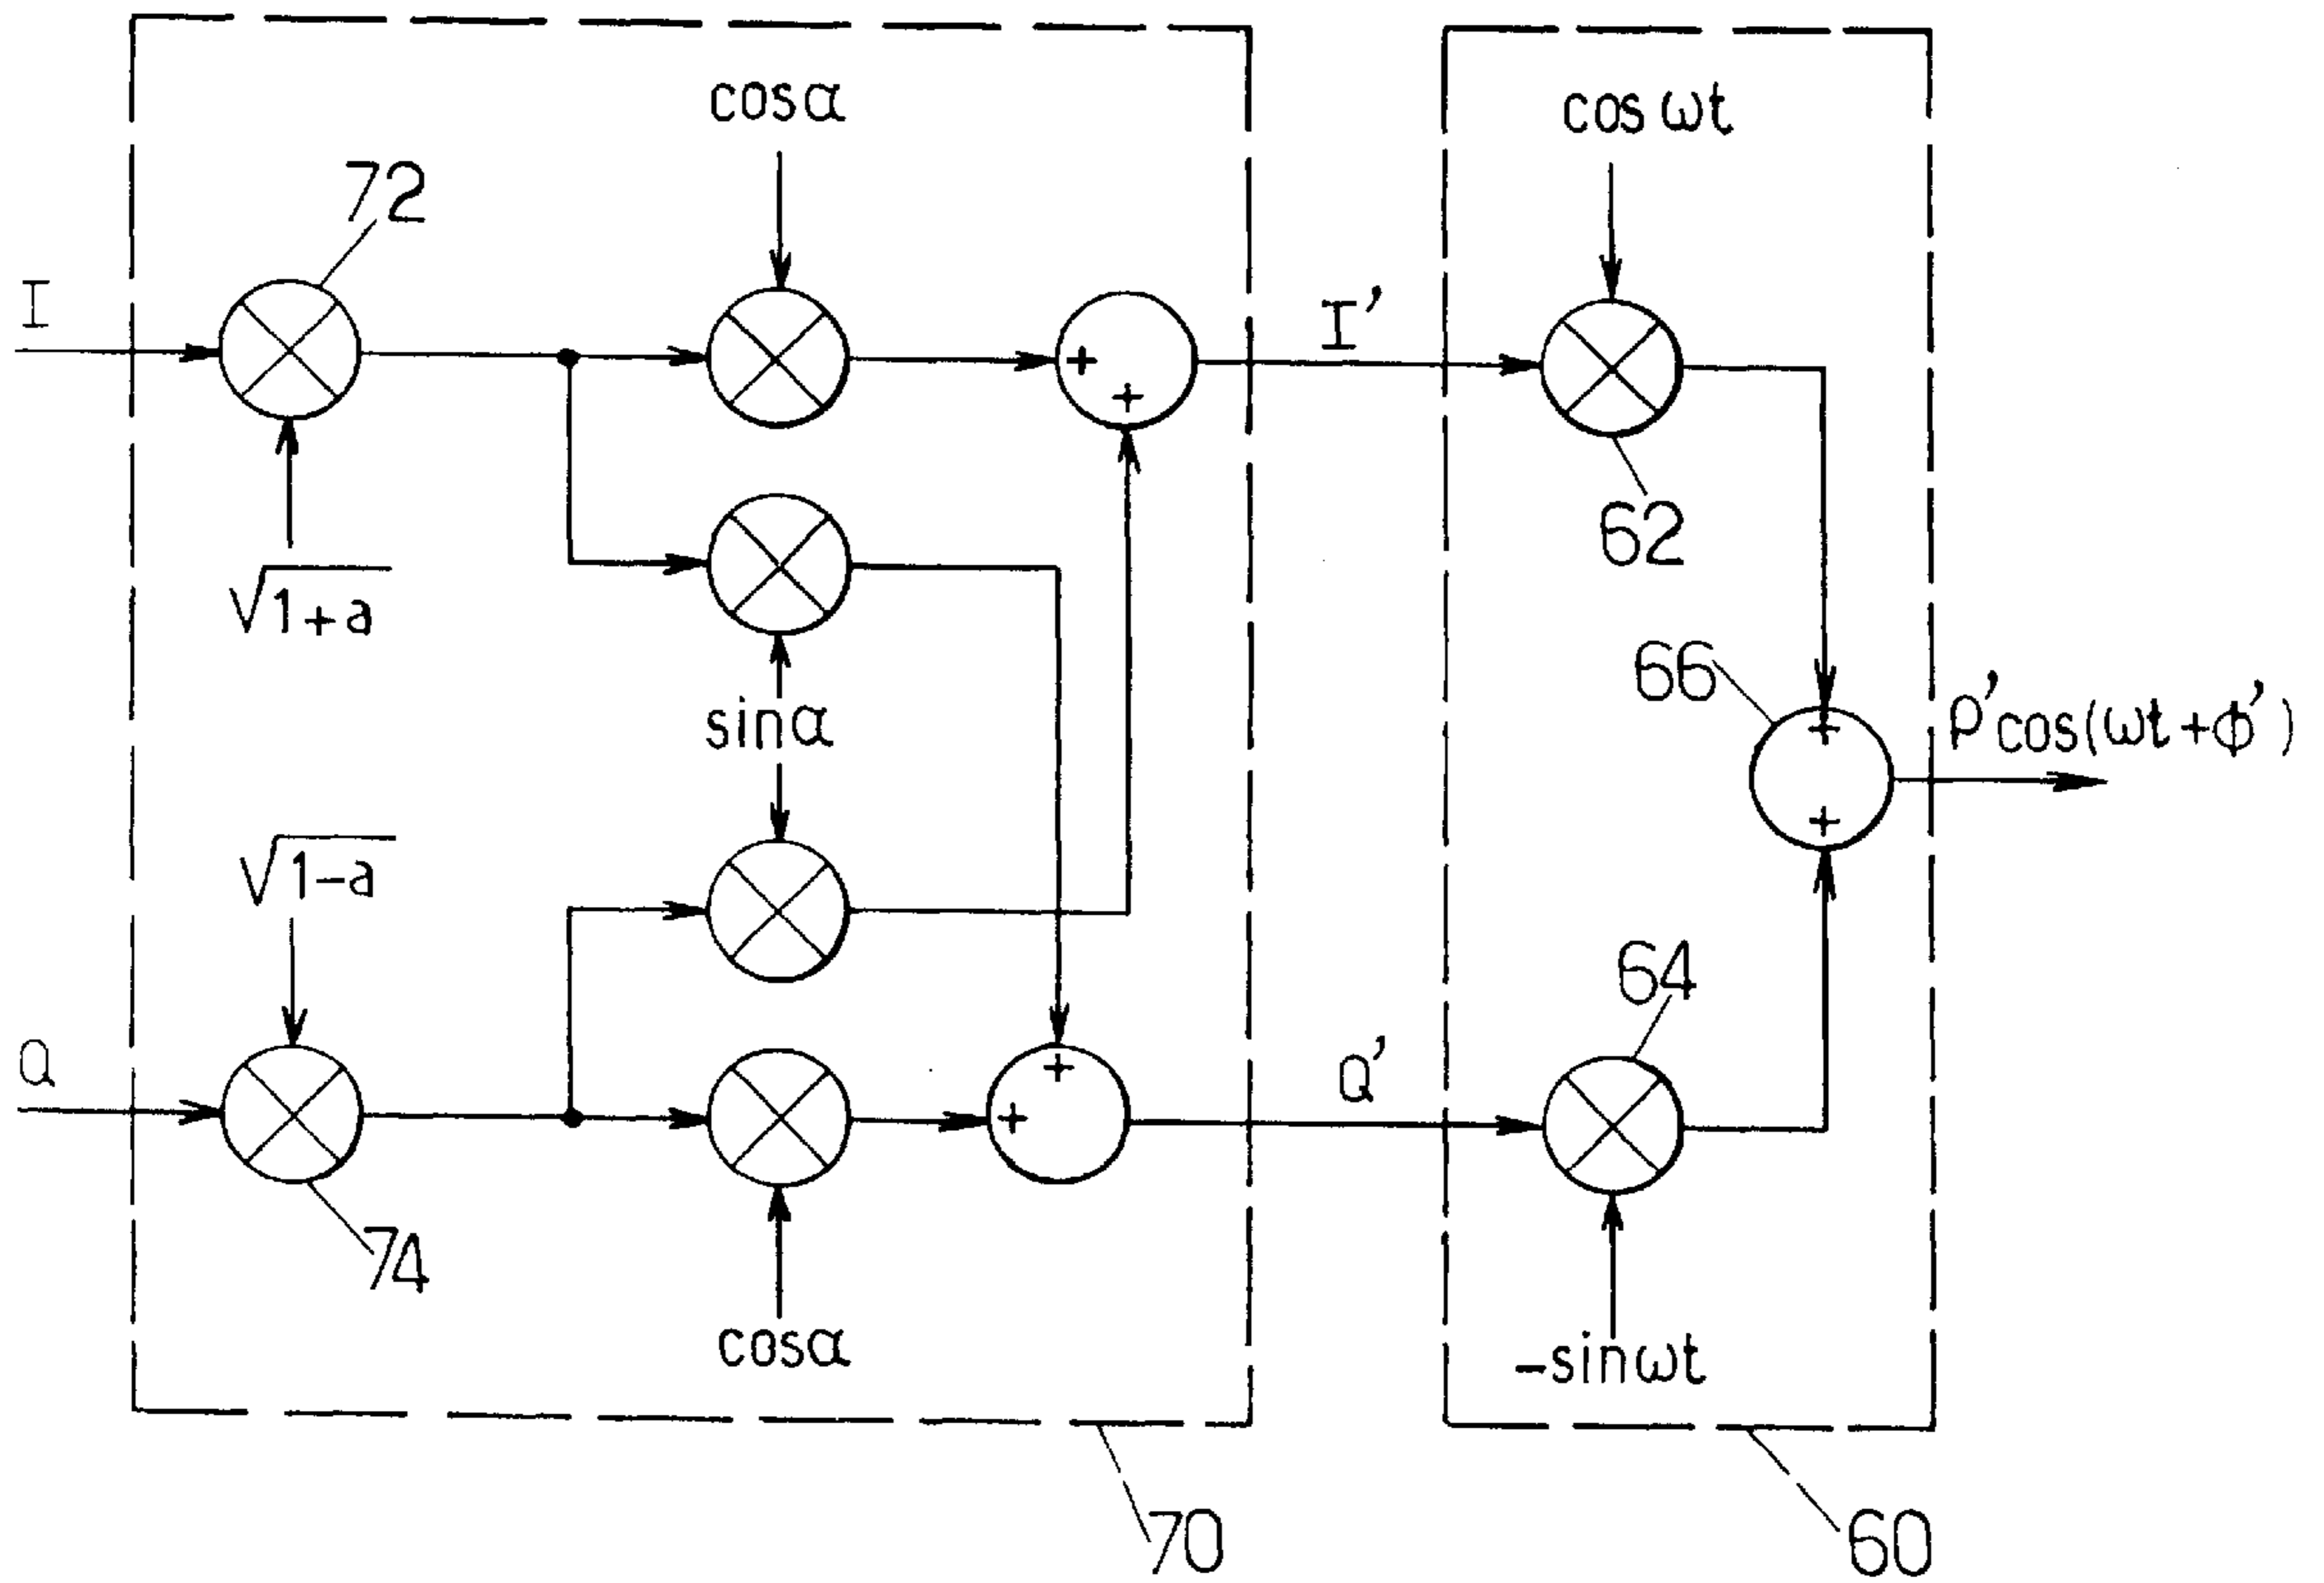 cosα
cos ωt
72
I
I'
√1+a
62
66
sinα
ρ'cos(ωt+ϕ')
√1-a
64
Q
Q'
74
cosα
-sinωt
70
60